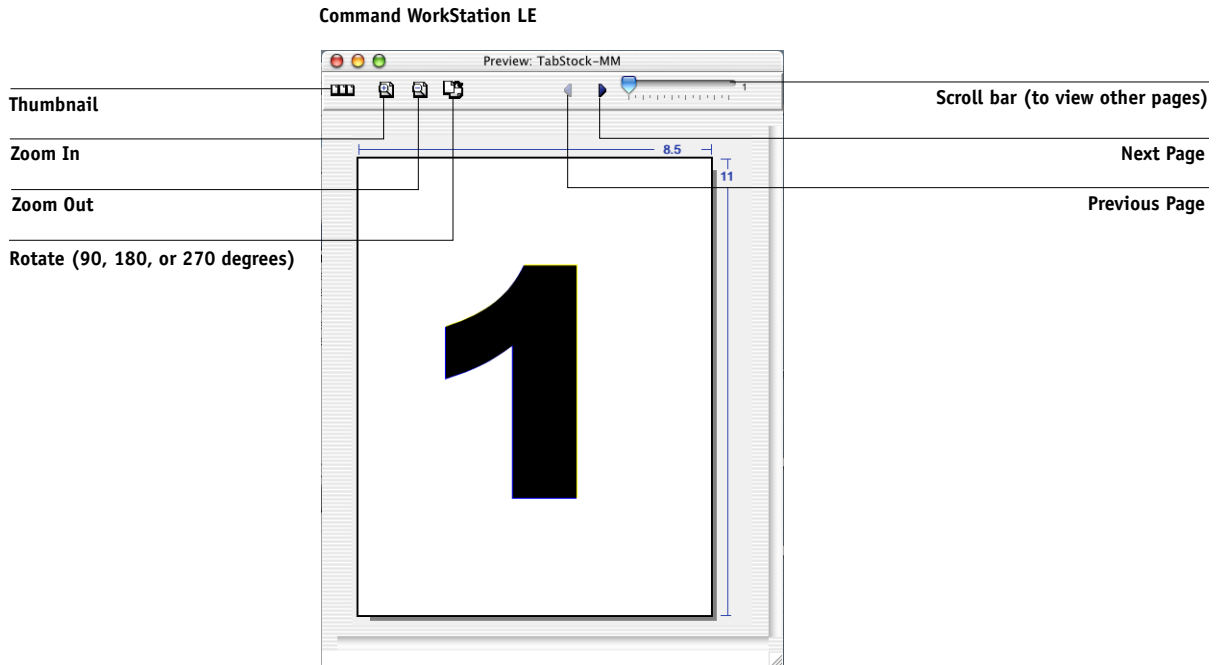 Command WorkStation LE
Preview: TabStock-MM
1
Thumbnail
Scroll bar (to view other pages)
Zoom In
8.5
Next Page
11
Zoom Out
Previous Page
Rotate (90, 180, or 270 degrees)
1